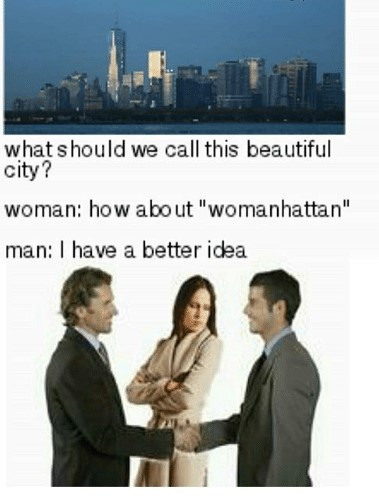 what should we call this beautiful
city?
woman: how about "womanhattan"
man: I have a better idea